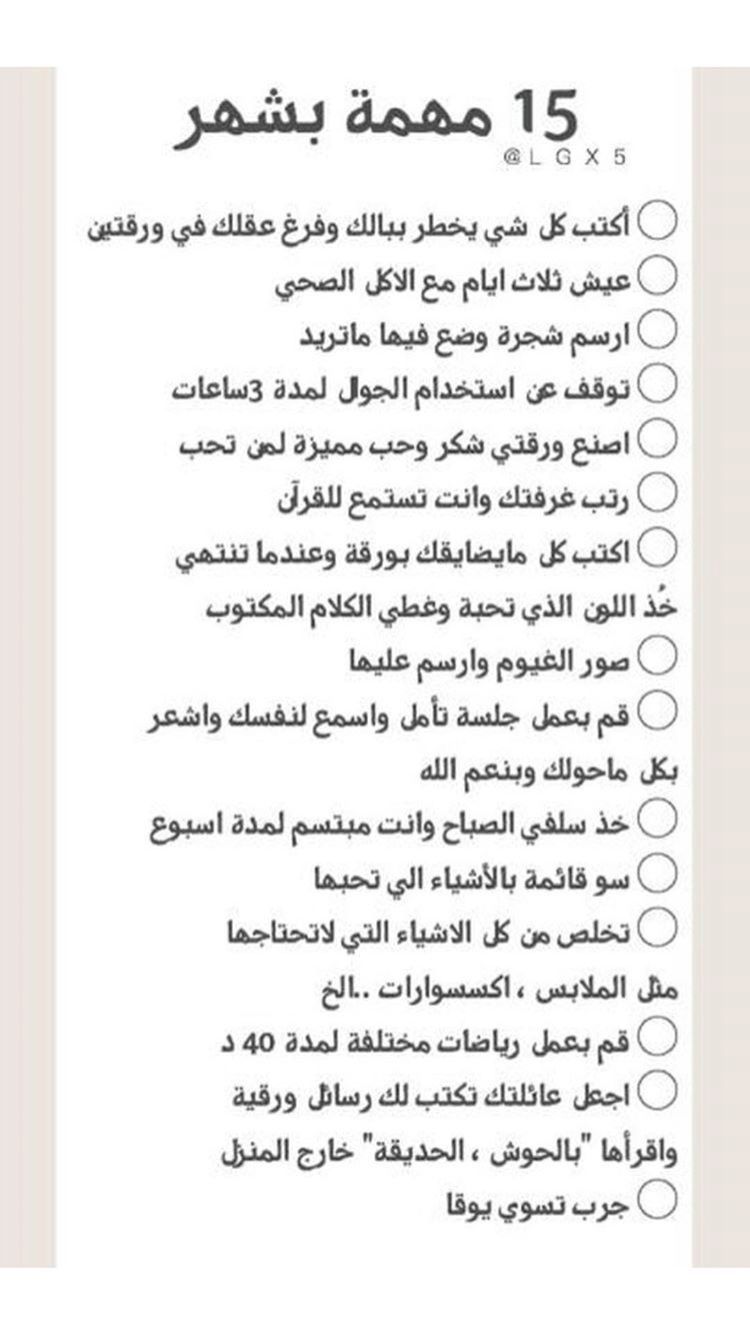 15 مهمة بشهر
@LGX5
أكتب كل شي يخطر ببالك وفرغ عقلك في ورقتين
عيش ثلاث ايام مع الاكل الصحي
ارسم شجرة وضع فيها ماتريد
توقف عن استخدام الجوال لمدة 3ساعات
اصنع ورقتي شكر وحب مميزة لمن تحب
رتب غرفتك وانت تستمع للقرآن
اكتب كل مايضايقك بورقة وعندما تنتهي
خُذ اللون الذي تحبة وغطي الكلام المكتوب
صور الغيوم وارسم عليها
قم بعمل جلسة تأمل واسمع لنفسك واشعر
بكل ماحولك وبنعم الله
خذ سلفي الصباح وانت مبتسم لمدة اسبوع
سو قائمة بالأشياء الي تحبها
تخلص من كل الاشياء التي لاتحتاجها
مثل الملابس ، اكسسوارات ..الخ
قم بعمل رياضات مختلفة لمدة 40 د
اجعل عائلتك تكتب لك رسائل ورقية
واقرأها "بالحوش ، الحديقة" خارج المنزل
جرب تسوي يوقا